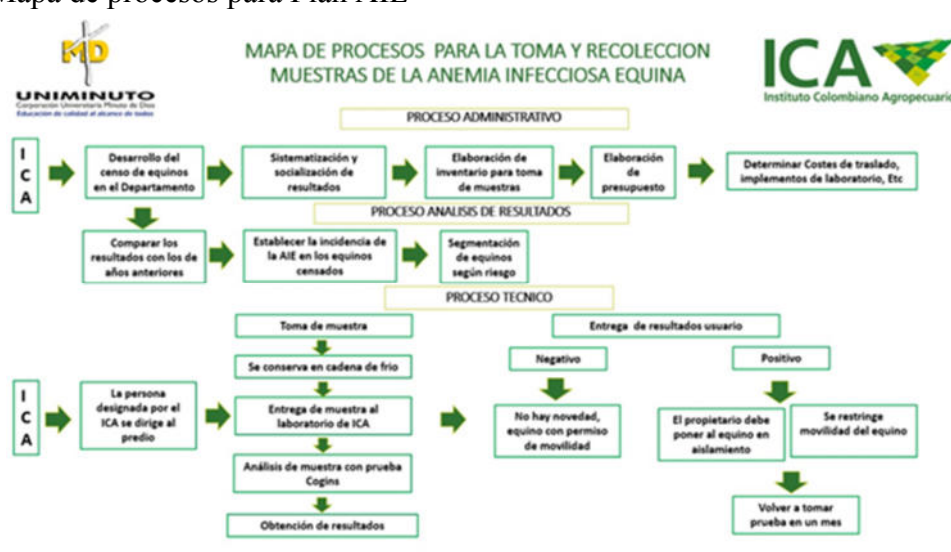 Mapa de procesos para Plan AIE
MD
UNIMINUTO
Corporación Universitaria Minuto de Dios
Educación de calidad al alcance de todos
MAPA DE PROCESOS PARA LA TOMA Y RECOLECCION
MUESTRAS DE LA ANEMIA INFECCIOSA EQUINA
ICA
Instituto Colombiano Agropecuario
PROCESO ADMINISTRATIVO
I
C
A
Desarrollo del
censo de equinos
en el Departamento
Sistematización y
socialización de
resultados
Elaboración de
inventario para toma
de muestras
Elaboración
de
presupuesto
Determinar Costes de traslado,
implementos de laboratorio, Etc
PROCESO ANALISIS DE RESULTADOS
Comparar los
resultados con los de
años anteriores
Establecer la incidencia de
la AIE en los equinos
censados
Segmentación
de equinos
según riesgo
PROCESO TECNICO
I
C
A
La persona
designada por el
ICA se dirige al
predio
Toma de muestra
Se conserva en cadena de frio
Entrega de muestra al
laboratorio de ICA
Análisis de muestra con prueba
Cogins
Obtención de resultados
Entrega de resultados usuario
Negativo
No hay novedad,
equino con permiso
de movilidad
Positivo
El propietario debe
poner al equino en
aislamiento
Se restringe
movilidad del equino
Volver a tomar
prueba en un mes